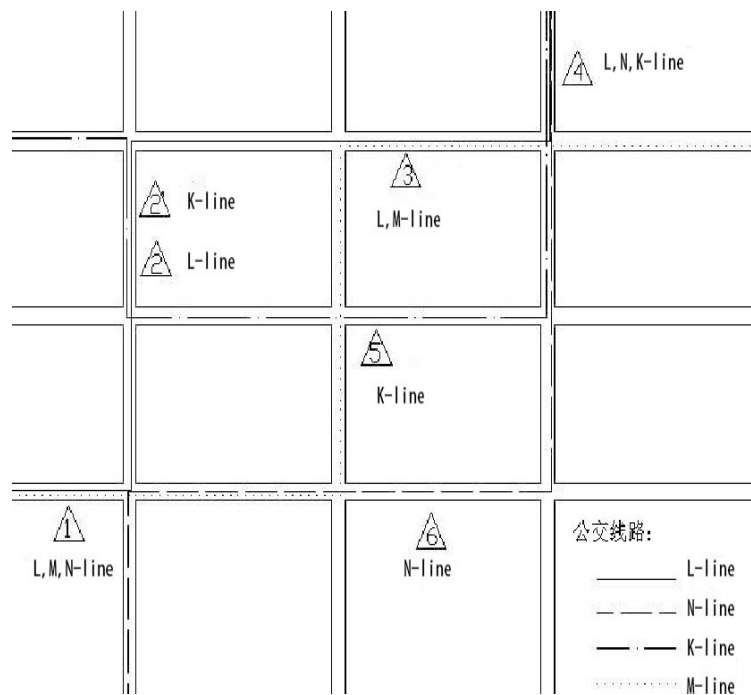 4 L,N,K-line
3
L,M-line
2' K-line
2 L-line
5
K-line
1
L,M,N-line
6
N-line
公交线路:
L-line
N-line
K-line
M-line